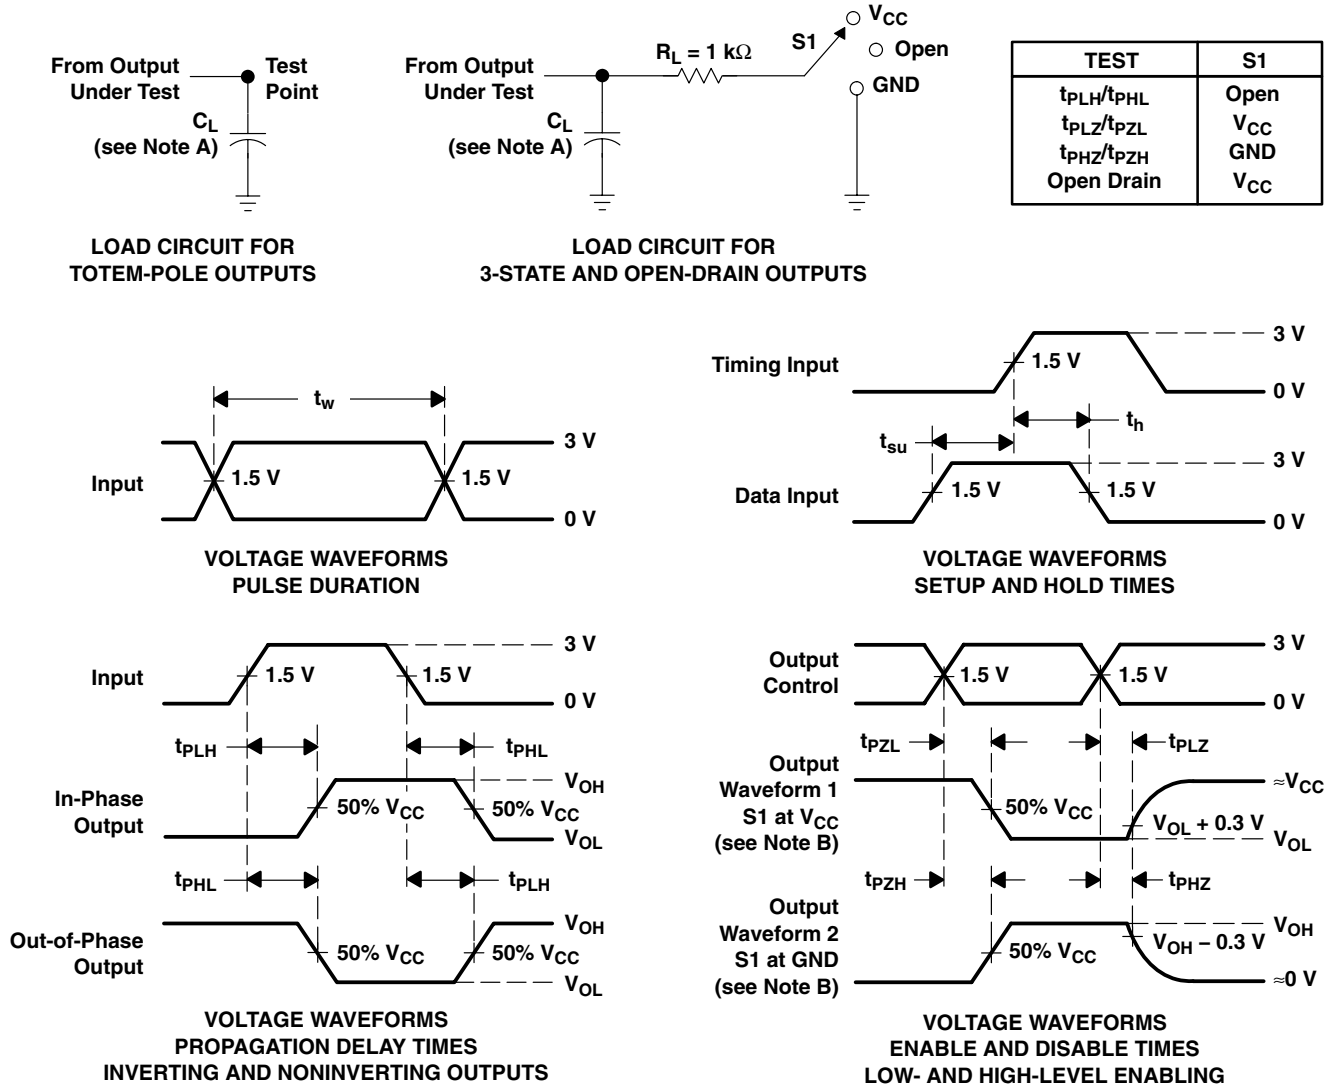 From Output
Under Test
Test
Point
CL
(see Note A)
LOAD CIRCUIT FOR
TOTEM-POLE OUTPUTS
From Output
Under Test
RL = 1 kΩ
S1
VCC
Open
GND
CL
(see Note A)
LOAD CIRCUIT FOR
3-STATE AND OPEN-DRAIN OUTPUTS
TEST S1
tPLH/tPHL Open
tPLZ/tPZL VCC
tPHZ/tPZH GND
Open Drain VCC
tw
Input
1.5 V
1.5 V
3 V
0 V
VOLTAGE WAVEFORMS
PULSE DURATION
Timing Input
1.5 V
3 V
0 V
tsu
th
Data Input
1.5 V
1.5 V
3 V
0 V
VOLTAGE WAVEFORMS
SETUP AND HOLD TIMES
Input
1.5 V
1.5 V
3 V
0 V
tPLH
tPHL
In-Phase
Output
50% VCC
50% VCC
VOH
VOL
tPHL
tPLH
Out-of-Phase
Output
50% VCC
50% VCC
VOH
VOL
VOLTAGE WAVEFORMS
PROPAGATION DELAY TIMES
INVERTING AND NONINVERTING OUTPUTS
Output
Control
1.5 V
1.5 V
3 V
0 V
tPZL
tPLZ
Output
Waveform 1
S1 at VCC
(see Note B)
50% VCC
VOL + 0.3 V
≈VCC
VOL
tPZH
tPHZ
Output
Waveform 2
S1 at GND
(see Note B)
50% VCC
VOH − 0.3 V
VOH
≈0 V
VOLTAGE WAVEFORMS
ENABLE AND DISABLE TIMES
LOW- AND HIGH-LEVEL ENABLING